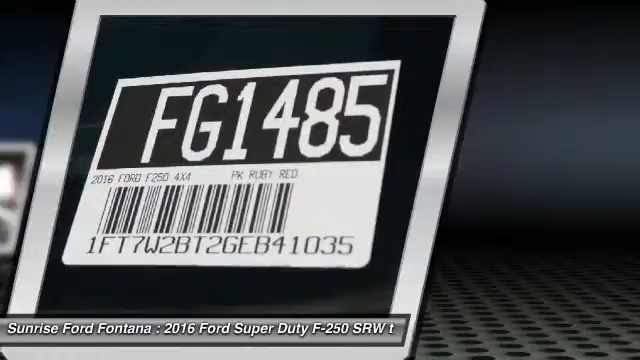 FG1485
2016 FORD F250 4X4 PK RUBY RED
1FT7W2BT2GEB41035
Sunrise Ford Fontana : 2016 Ford Super Duty F-250 SRW t